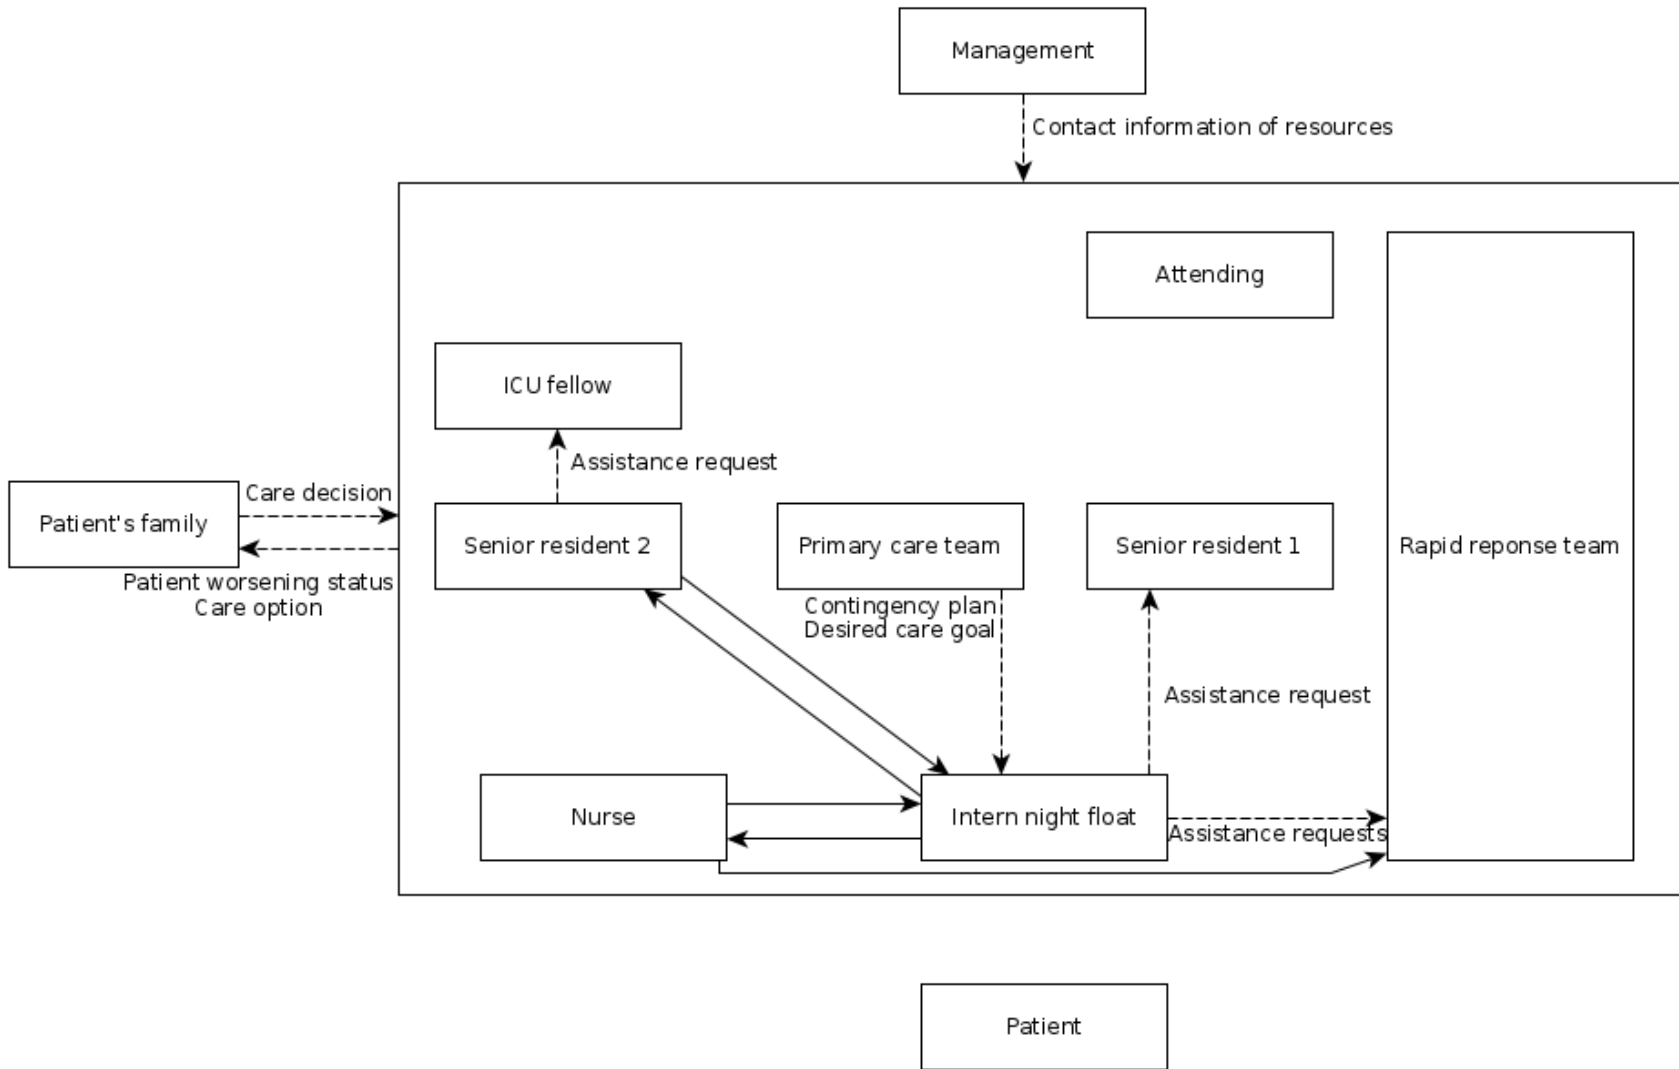 Management
Contact information of resources
Attending
ICU fellow
Assistance request
Care decision
Patient's family
Patient worsening status
Care option
Senior resident 2
Primary care team
Senior resident 1
Rapid reponse team
Contingency plan
Desired care goal
Assistance request
Nurse
Intern night float
Assistance requests
Patient